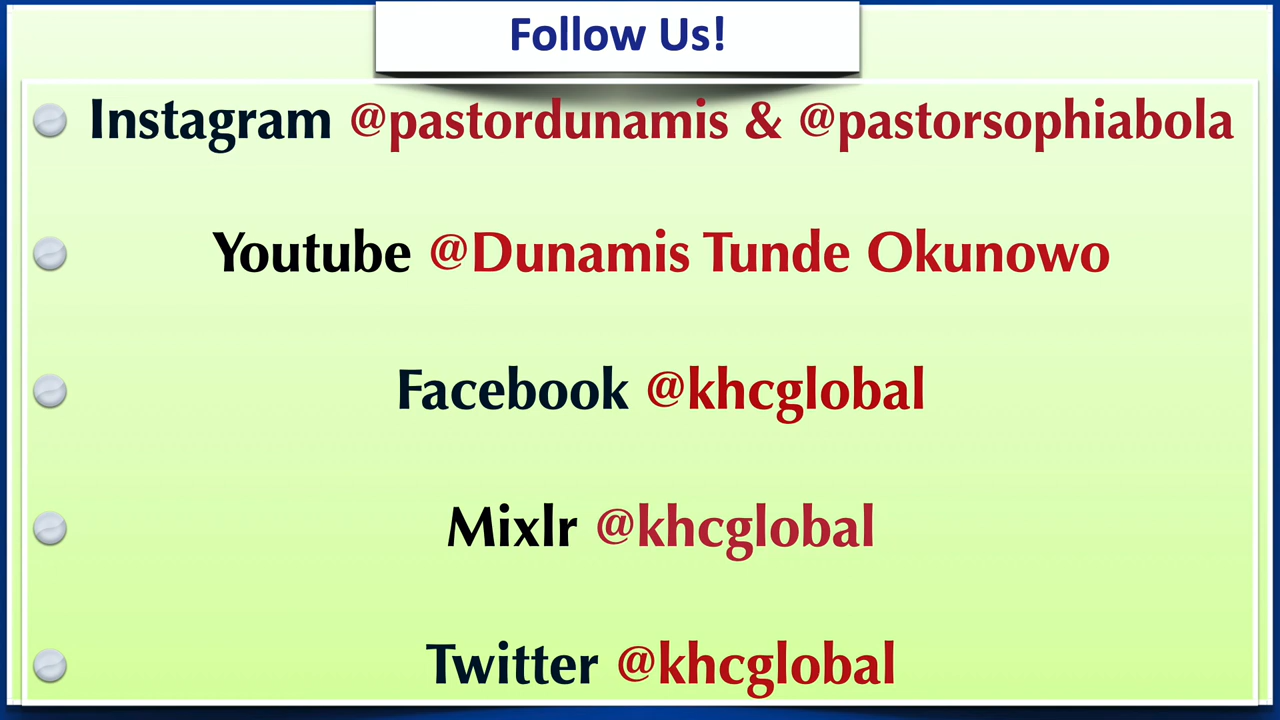 Follow Us!
Instagram @pastordunamis & @pastorsophiabola
Youtube @Dunamis Tunde Okunowo
Facebook @khcglobal
Mixlr @khcglobal
Twitter @khcglobal